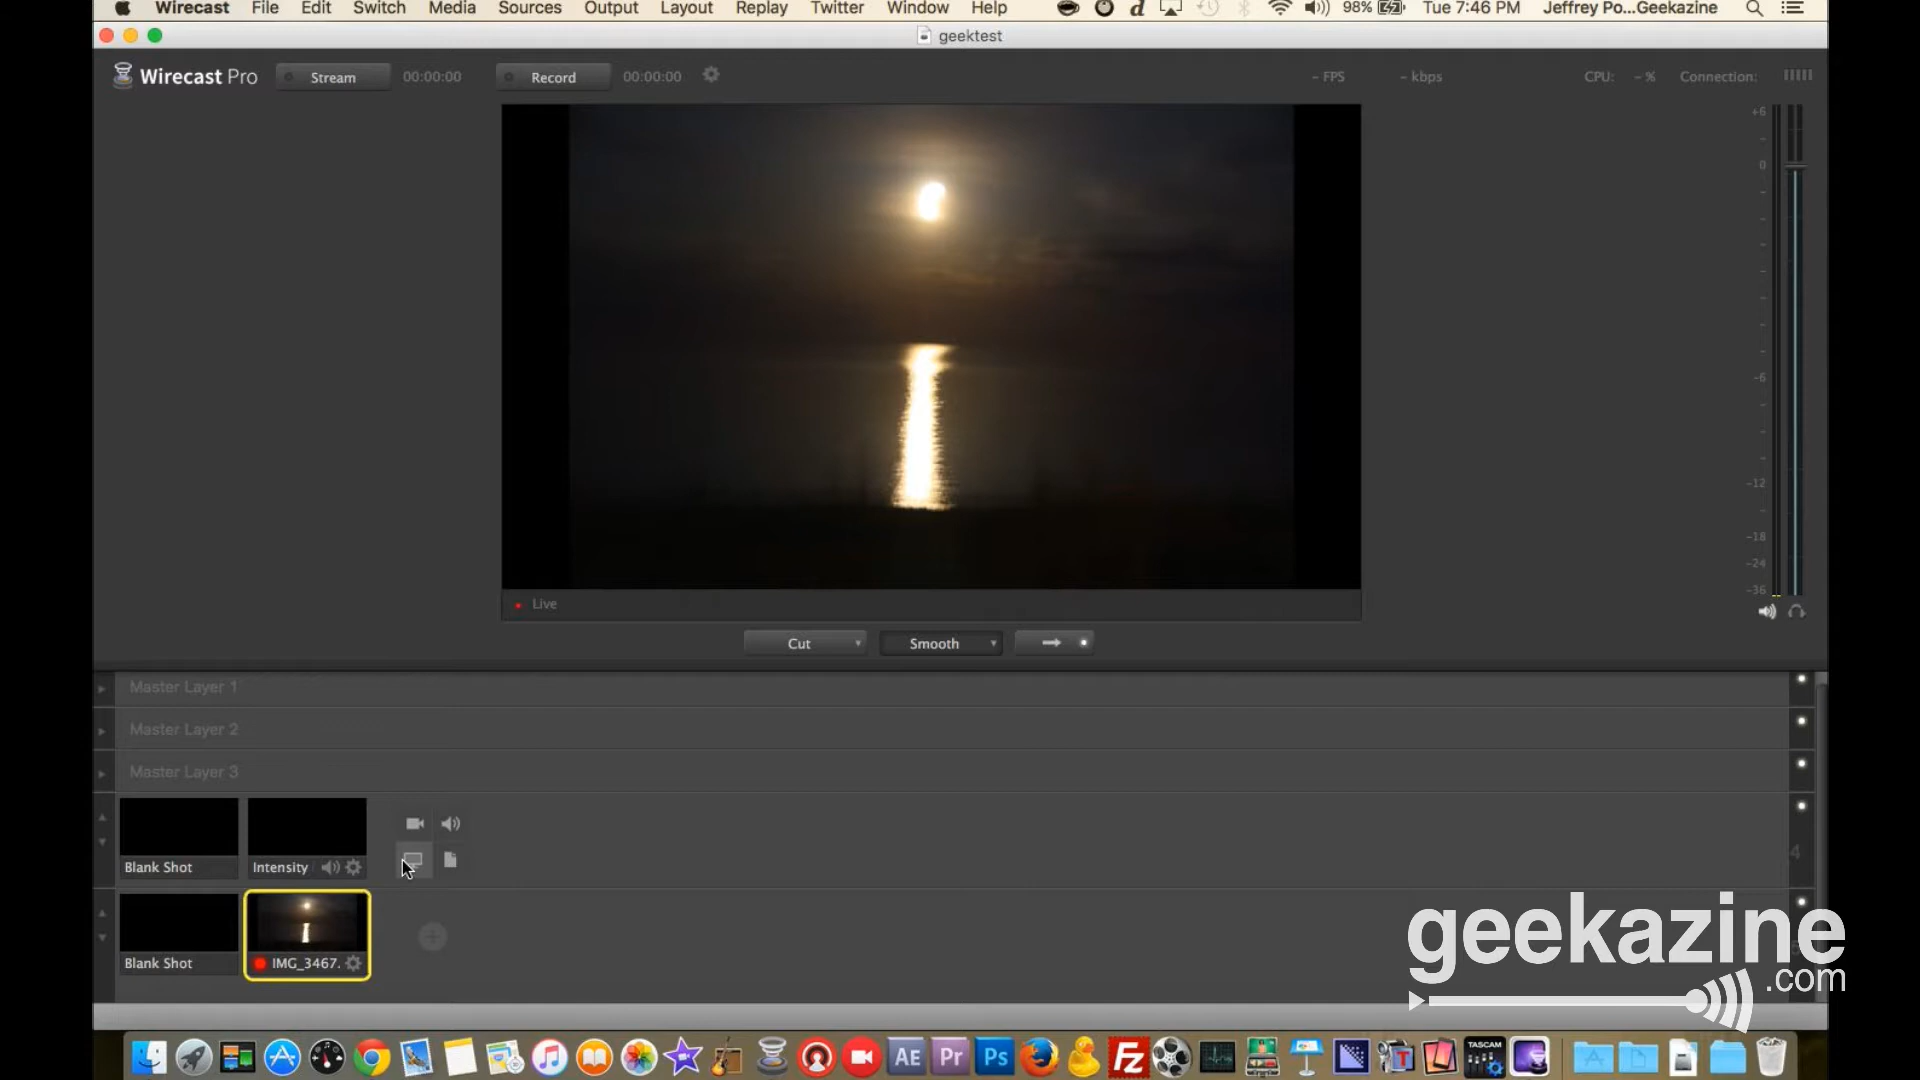 Wirecast File Edit Switch Media Sources Output Layout Replay Twitter Window Help d 98% Tue 7:46 PM Jeffrey Po...Geekazine
geektest
Wirecast Pro Stream 00:00:00 Record 00:00:00 – FPS – kbps CPU: – % Connection:
+6
0
-6
-12
-18
-24
-36
Live
Cut Smooth
Master Layer 1
Master Layer 2
Master Layer 3
4
Blank Shot Intensity
Blank Shot IMG_3467.
geekazine
.com
AE Pr Ps FZ T TASCAM